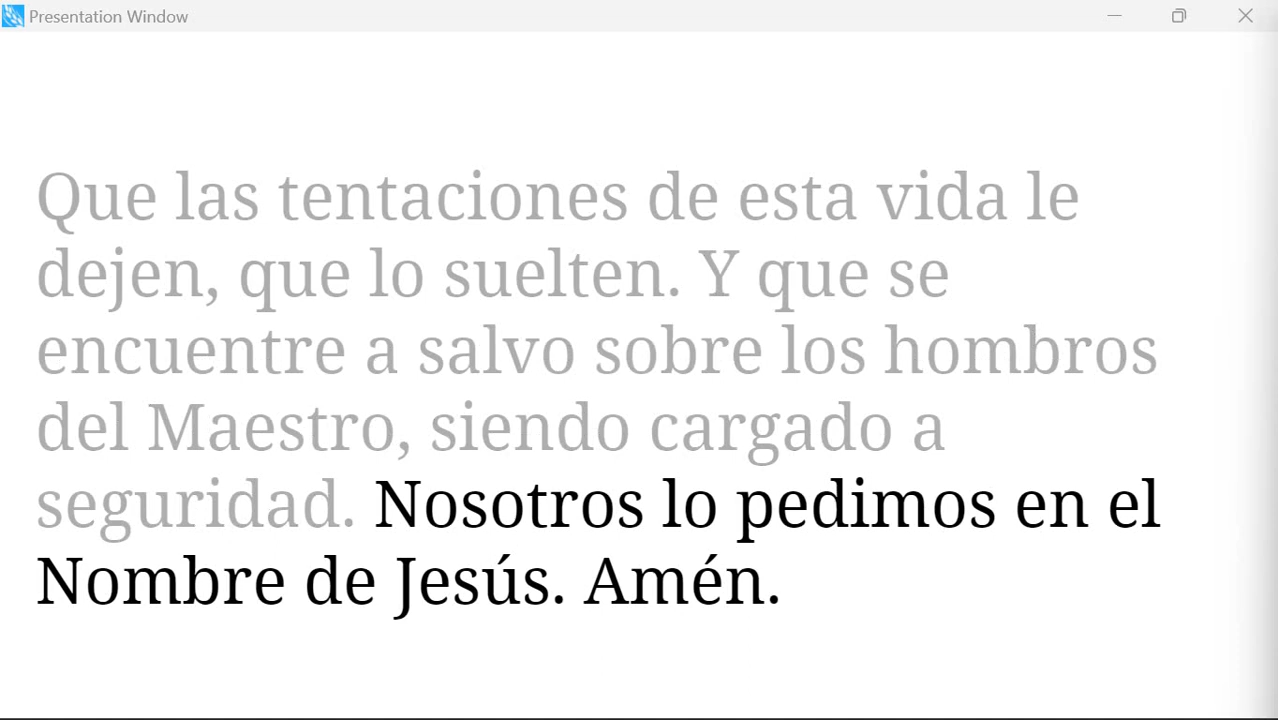 Presentation Window
Que las tentaciones de esta vida le
dejen, que lo suelten. Y que se
encuentre a salvo sobre los hombros
del Maestro, siendo cargado a
seguridad. Nosotros lo pedimos en el
Nombre de Jesús. Amén.